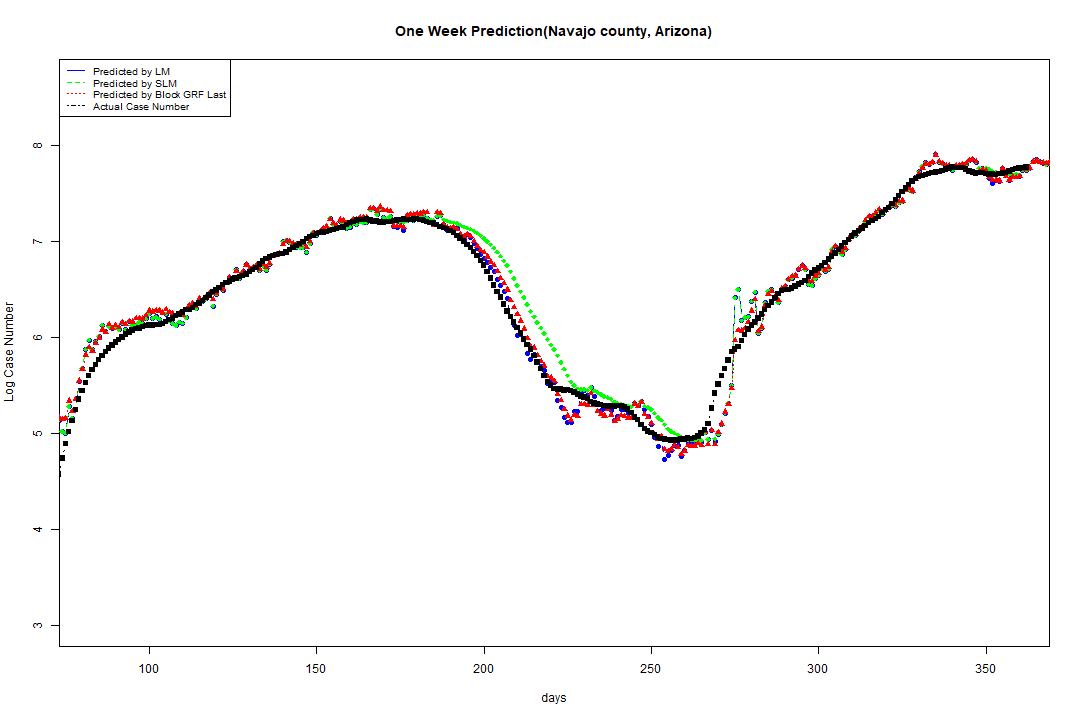 One Week Prediction(Navajo county, Arizona)
Predicted by LM
Predicted by SLM
Predicted by Block GRF Last
Actual Case Number
8
7
6
5
4
3
Log Case Number
100 150 200 250 300 350
days